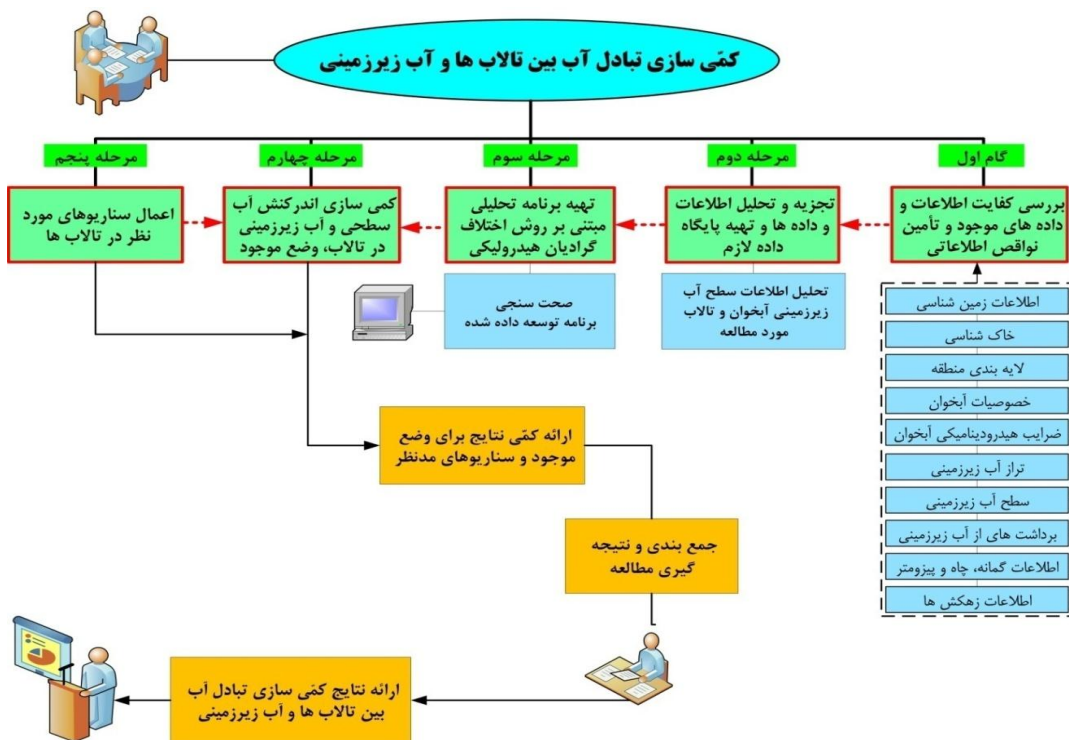 کمّی سازی تبادل آب بین تالاب ها و آب زیرزمینی
گام اول
مرحله دوم
مرحله سوم
مرحله چهارم
مرحله پنجم
بررسی کفایت اطلاعات و
داده های موجود و تأمین
نواقص اطلاعاتی
تجزیه و تحلیل اطلاعات
و داده ها و تهیه پایگاه
داده لازم
تهیه برنامه تحلیلی
مبتنی بر روش اختلاف
گرادیان هیدرولیکی
کمی سازی اندرکنش آب
سطحی و آب زیرزمینی
در تالاب، وضع موجود
اعمال سناریوهای مورد
نظر در تالاب ها
اطلاعات زمین شناسی
خاک شناسی
لایه بندی منطقه
خصوصیات آبخوان
ضرایب هیدرودینامیکی آبخوان
تراز آب زیرزمینی
سطح آب زیرزمینی
برداشت های از آب زیرزمینی
اطلاعات گمانه، چاه و پیزومتر
اطلاعات زهکش ها
تحلیل اطلاعات سطح آب
زیرزمینی آبخوان و تالاب
مورد مطالعه
صحت سنجی
برنامه توسعه داده شده
ارائه کمّی نتایج برای وضع
موجود و سناریوهای مدنظر
جمع بندی و نتیجه
گیری مطالعه
ارائه نتایج کمّی سازی تبادل آب
بین تالاب ها و آب زیرزمینی